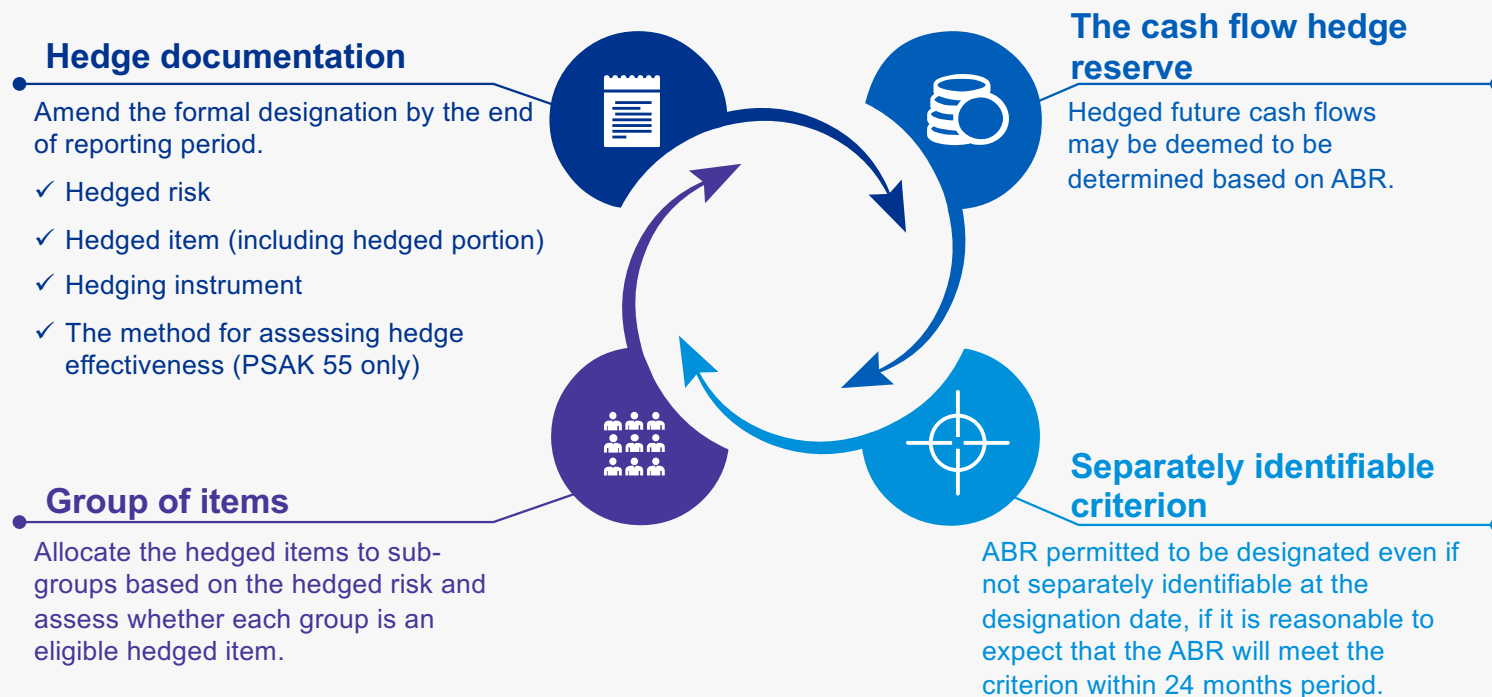 Hedge documentation
Amend the formal designation by the end
of reporting period.
✓ Hedged risk
✓ Hedged item (including hedged portion)
✓ Hedging instrument
✓ The method for assessing hedge
effectiveness (PSAK 55 only)
The cash flow hedge
reserve
Hedged future cash flows
may be deemed to be
determined based on ABR.
Group of items
Allocate the hedged items to sub-
groups based on the hedged risk and
assess whether each group is an
eligible hedged item.
Separately identifiable
criterion
ABR permitted to be designated even if
not separately identifiable at the
designation date, if it is reasonable to
expect that the ABR will meet the
criterion within 24 months period.